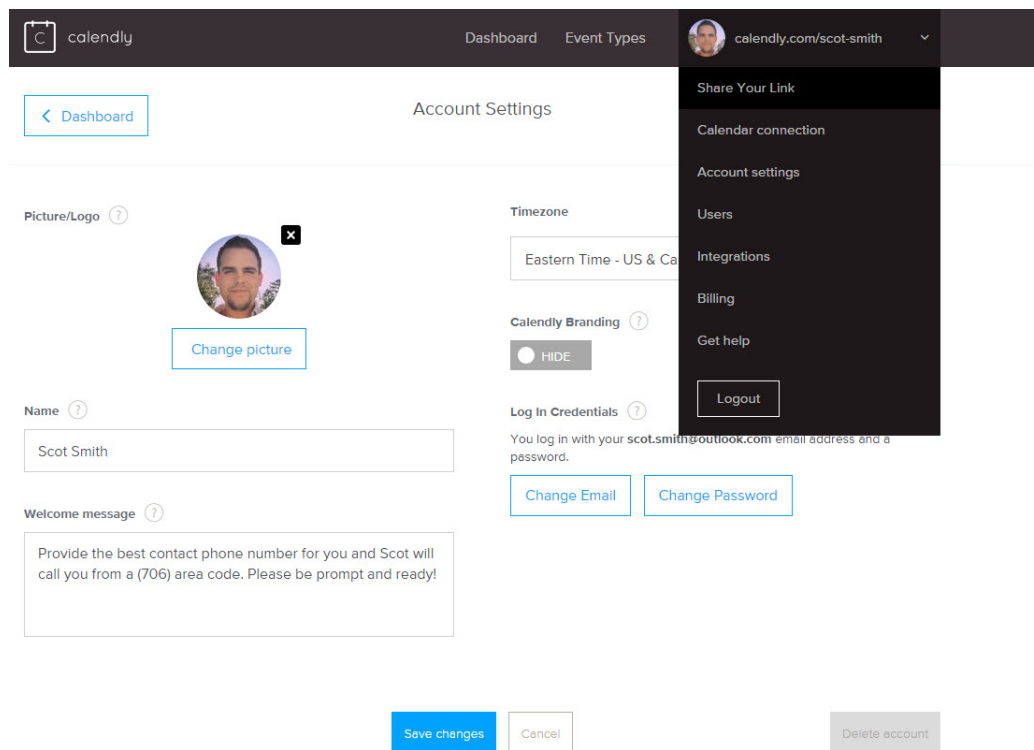 C calendly
Dashboard Event Types calendly.com/scot-smith
Share Your Link
Calendar connection
Account settings
Users
Integrations
Billing
Get help
Logout
Dashboard
Account Settings
Picture/Logo ?
Change picture
Name ?
Scot Smith
Welcome message ?
Provide the best contact phone number for you and Scot will
call you from a (706) area code. Please be prompt and ready!
Timezone
Eastern Time - US & Ca
Calendly Branding ?
HIDE
Log In Credentials ?
You log in with your scot.smith@outlook.com email address and a
password.
Change Email Change Password
Save changes Cancel Delete account